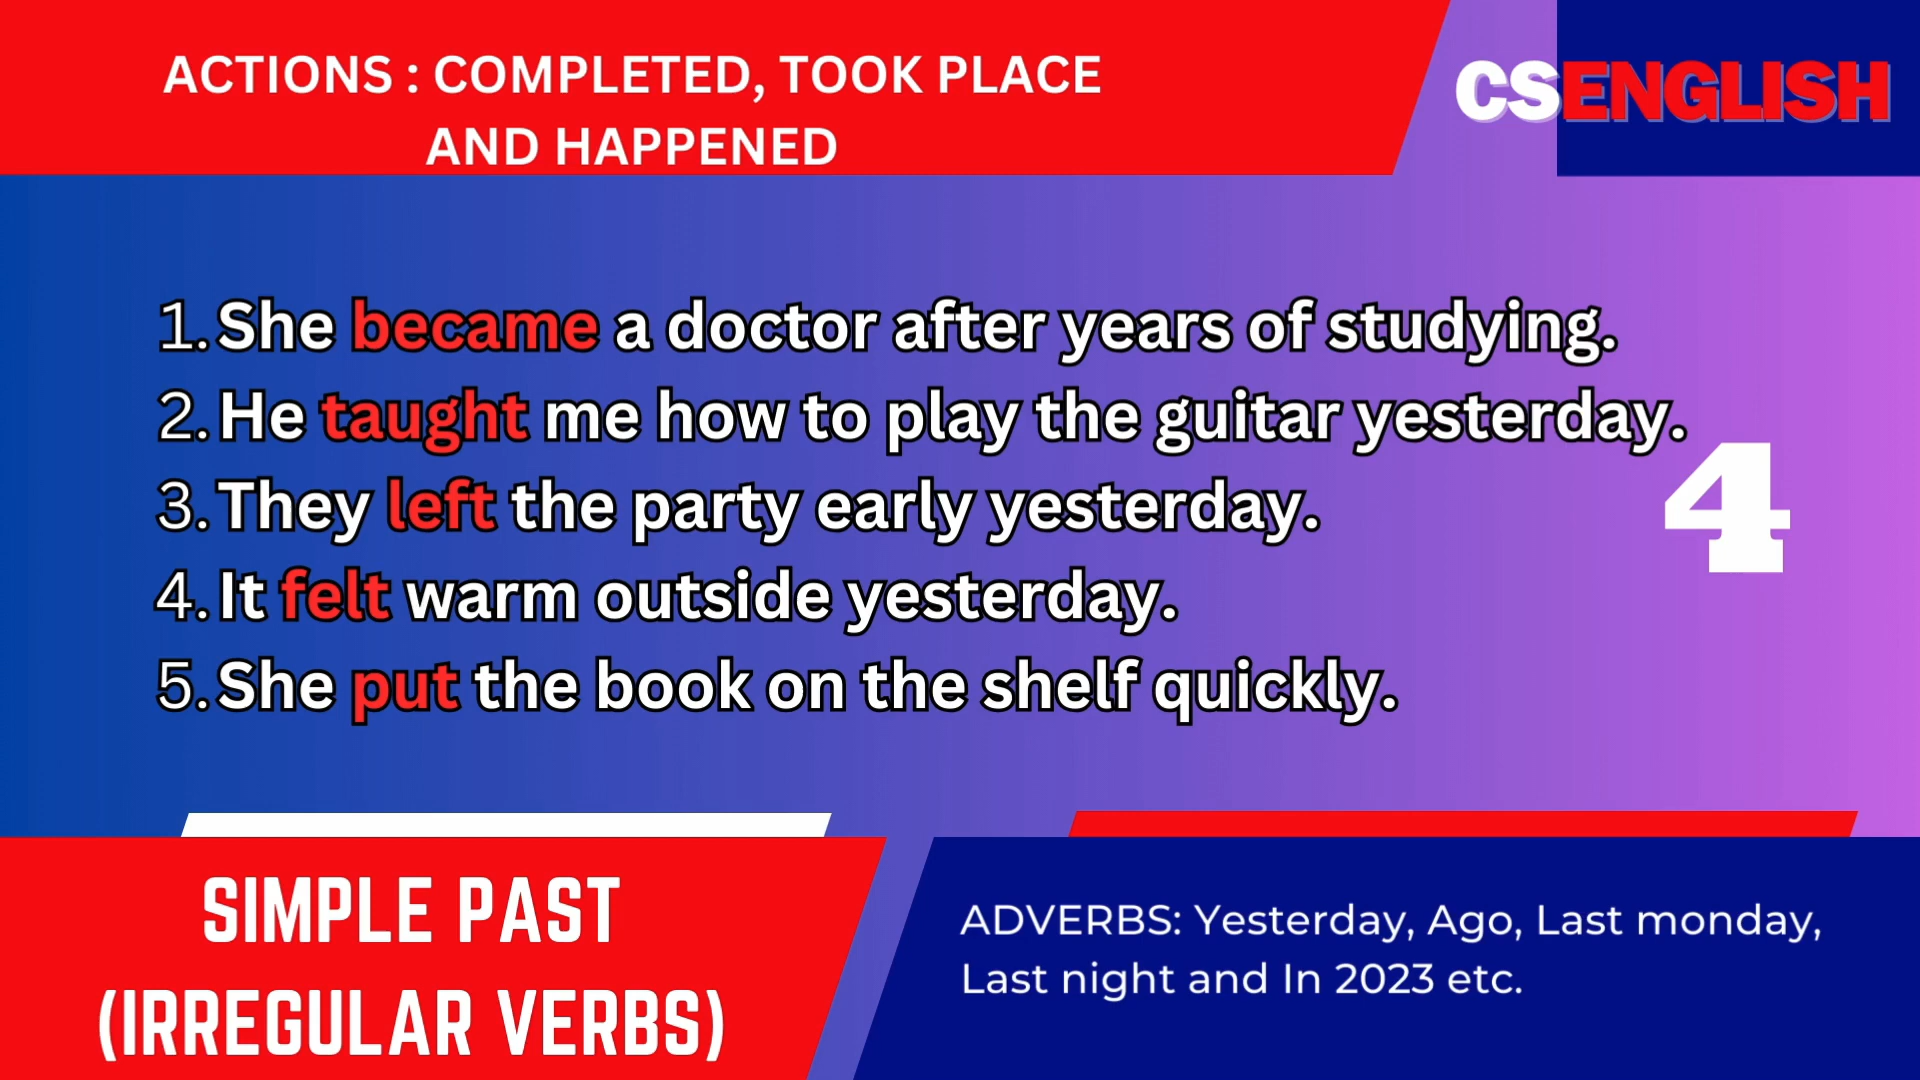 ACTIONS : COMPLETED, TOOK PLACE
AND HAPPENED
CSENGLISH
1. She became a doctor after years of studying.
2. He taught me how to play the guitar yesterday.
3. They left the party early yesterday.
4. It felt warm outside yesterday.
5. She put the book on the shelf quickly.
4
SIMPLE PAST
(IRREGULAR VERBS)
ADVERBS: Yesterday, Ago, Last monday,
Last night and In 2023 etc.